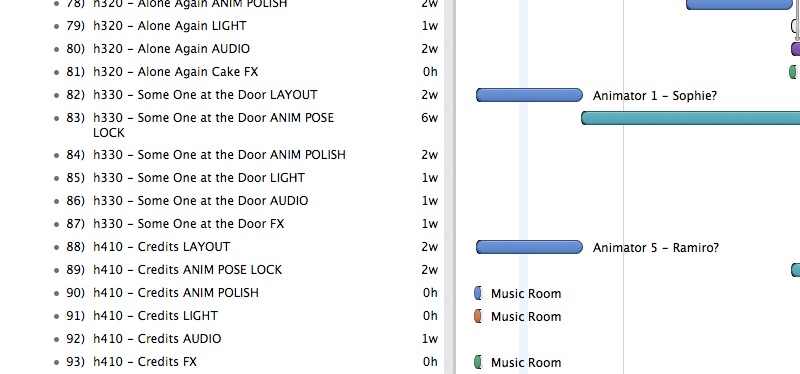 78) h320 – Alone Again ANIM POLISH 2w
79) h320 – Alone Again LIGHT 1w
80) h320 – Alone Again AUDIO 2w
81) h320 – Alone Again Cake FX 0h
82) h330 – Some One at the Door LAYOUT 2w Animator 1 – Sophie?
83) h330 – Some One at the Door ANIM POSE 6w
LOCK
84) h330 – Some One at the Door ANIM POLISH 2w
85) h330 – Some One at the Door LIGHT 1w
86) h330 – Some One at the Door AUDIO 1w
87) h330 – Some One at the Door FX 1w
88) h410 – Credits LAYOUT 2w Animator 5 – Ramiro?
89) h410 – Credits ANIM POSE LOCK 2w
90) h410 – Credits ANIM POLISH 0h Music Room
91) h410 – Credits LIGHT 0h Music Room
92) h410 – Credits AUDIO 1w
93) h410 – Credits FX 0h Music Room